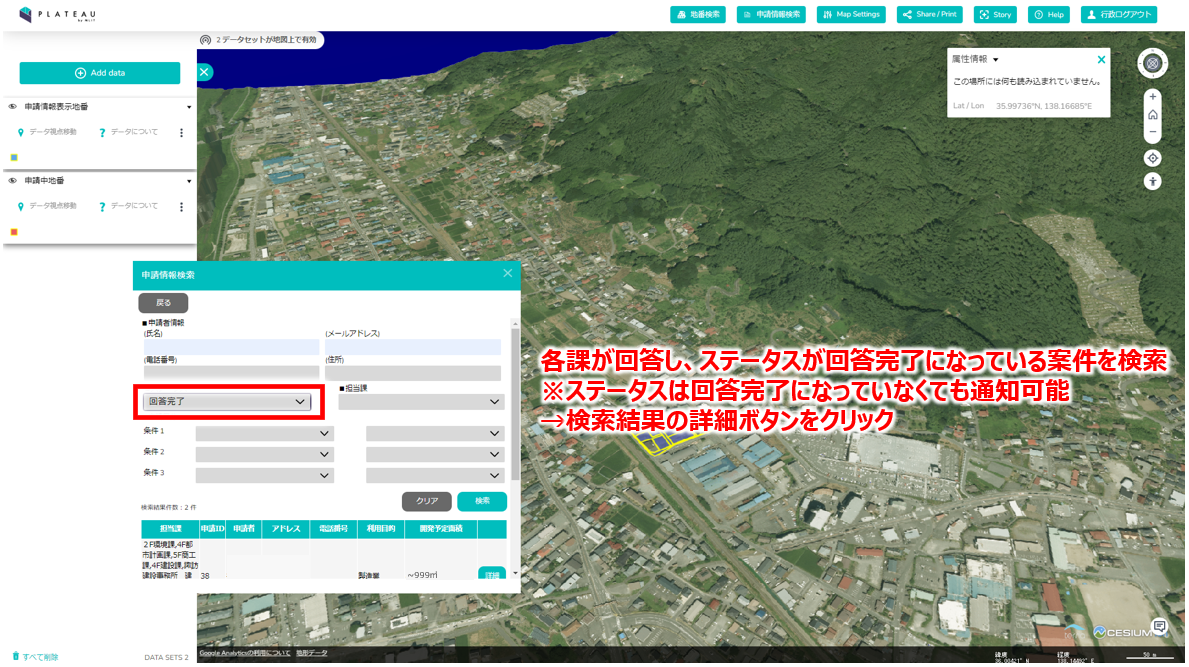 PLATEAU
by MLIT
地番検索
申請情報検索
Map Settings
Share / Print
Story
Help
行政ログアウト
2 データセットが地図上で有効
Add data
申請情報表示地番
データ視点移動
データについて
申請中地番
データ視点移動
データについて
属性情報
この場所には何も読み込まれていません。
Lat / Lon 35.99736°N, 138.16685°E
申請情報検索
戻る
■申請者情報
(氏名)
(メールアドレス)
(電話番号)
(住所)
回答完了
■担当課
条件 1
条件 2
条件 3
クリア
検索
検索結果件数：2 件
担当課 申請ID 申請者 アドレス 電話番号 利用目的 開発予定面積
2F環境課,4F都
市計画課,5F商工
課,4F建設課,諏訪
建設事務所 建 38 製造業 ~999㎡ 詳細
各課が回答し、ステータスが回答完了になっている案件を検索
※ステータスは回答完了になっていなくても通知可能
→検索結果の詳細ボタンをクリック
すべて削除
DATA SETS 2
Google Analyticsの利用について 地形データ
CESIUM
緯度 36.00421° N
経度 138.14492° E
50 m